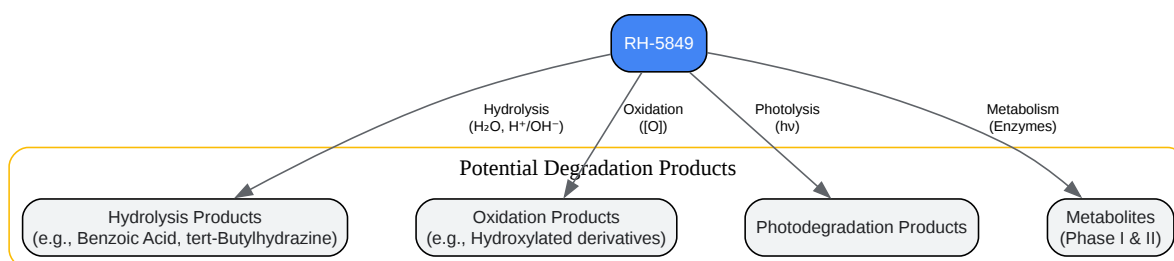 RH-5849
Hydrolysis
(H₂O, H⁺/OH⁻)
Oxidation
([O])
Photolysis
(hν)
Metabolism
(Enzymes)
Potential Degradation Products
Hydrolysis Products
(e.g., Benzoic Acid, tert-Butylhydrazine)
Oxidation Products
(e.g., Hydroxylated derivatives)
Photodegradation Products
Metabolites
(Phase I & II)